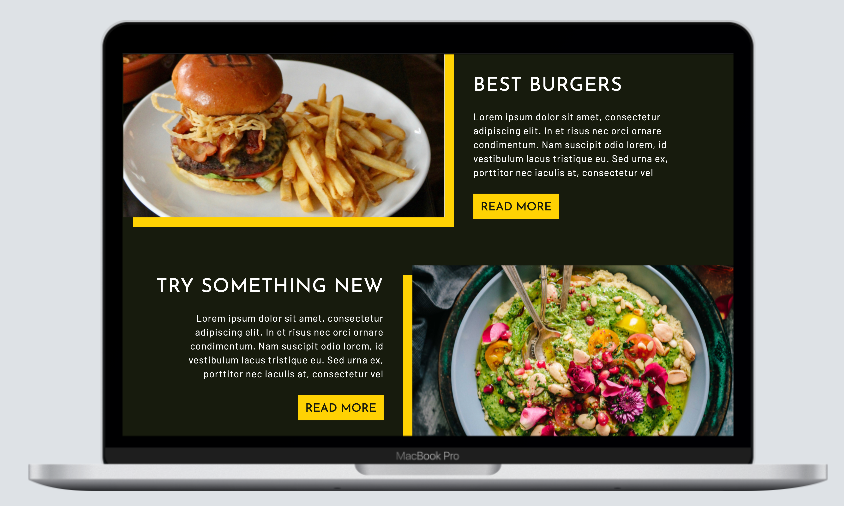 BEST BURGERS
Lorem ipsum dolor sit amet, consectetur
adipiscing elit. In et risus nec orci ornare
condimentum. Nam suscipit odio lorem, id
vestibulum lacus tristique eu. Sed urna ex,
porttitor nec iaculis at, consectetur vel
READ MORE
TRY SOMETHING NEW
Lorem ipsum dolor sit amet, consectetur
adipiscing elit. In et risus nec orci ornare
condimentum. Nam suscipit odio lorem, id
vestibulum lacus tristique eu. Sed urna ex,
porttitor nec iaculis at, consectetur vel
READ MORE
MacBook Pro